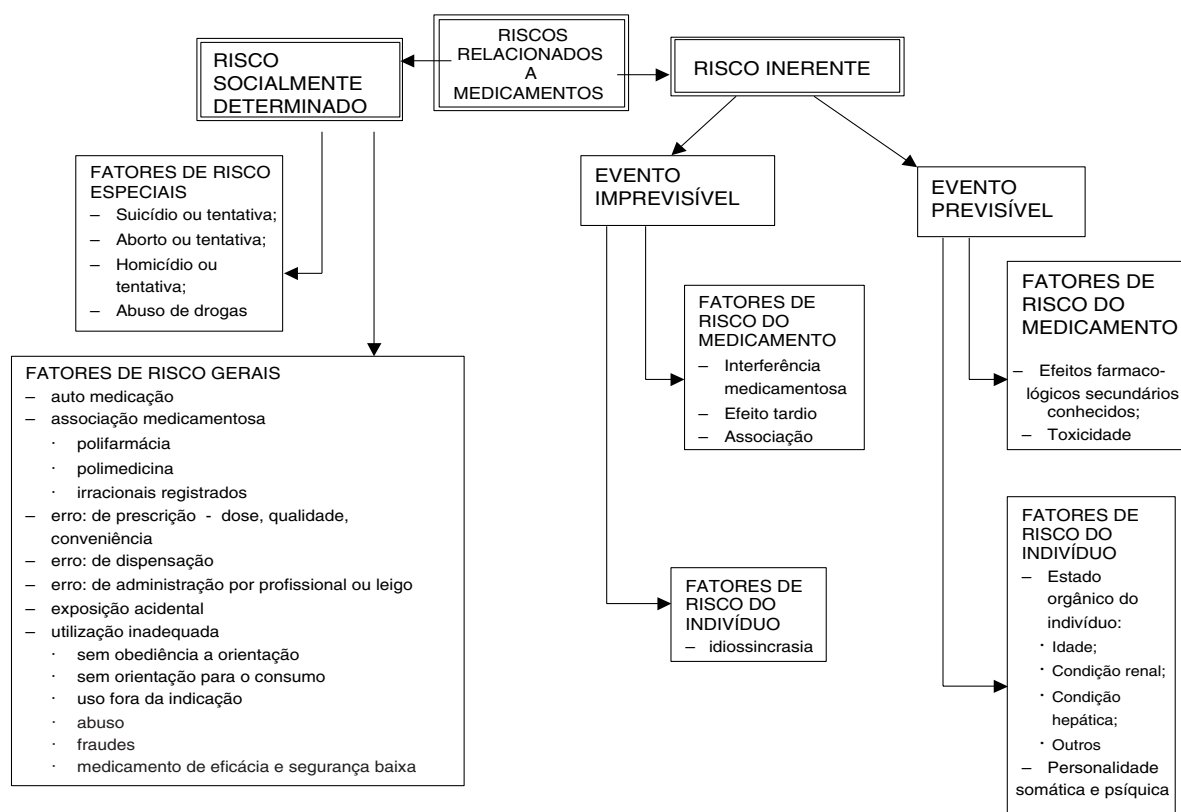 RISCOS
RELACIONADOS
A
MEDICAMENTOS
RISCO
SOCIALMENTE
DETERMINADO
FATORES DE RISCO
ESPECIAIS
– Suicídio ou tentativa;
– Aborto ou tentativa;
– Homicídio ou
tentativa;
– Abuso de drogas
FATORES DE RISCO GERAIS
– auto medicação
– associação medicamentosa
· polifarmácia
· polimedicina
· irracionais registrados
– erro: de prescrição - dose, qualidade,
conveniência
– erro: de dispensação
– erro: de administração por profissional ou leigo
– exposição acidental
– utilização inadequada
· sem obediência a orientação
· sem orientação para o consumo
· uso fora da indicação
· abuso
· fraudes
· medicamento de eficácia e segurança baixa
RISCO INERENTE
EVENTO
IMPREVISÍVEL
FATORES DE
RISCO DO
MEDICAMENTO
– Interferência
medicamentosa
– Efeito tardio
– Associação
FATORES DE
RISCO DO
INDIVÍDUO
– idiossincrasia
EVENTO
PREVISÍVEL
FATORES DE
RISCO DO
MEDICAMENTO
– Efeitos farmaco-
lógicos secundários
conhecidos;
– Toxicidade
FATORES DE
RISCO DO
INDIVÍDUO
– Estado
orgânico do
indivíduo:
· Idade;
· Condição renal;
· Condição
hepática;
· Outros
– Personalidade
somática e psíquica